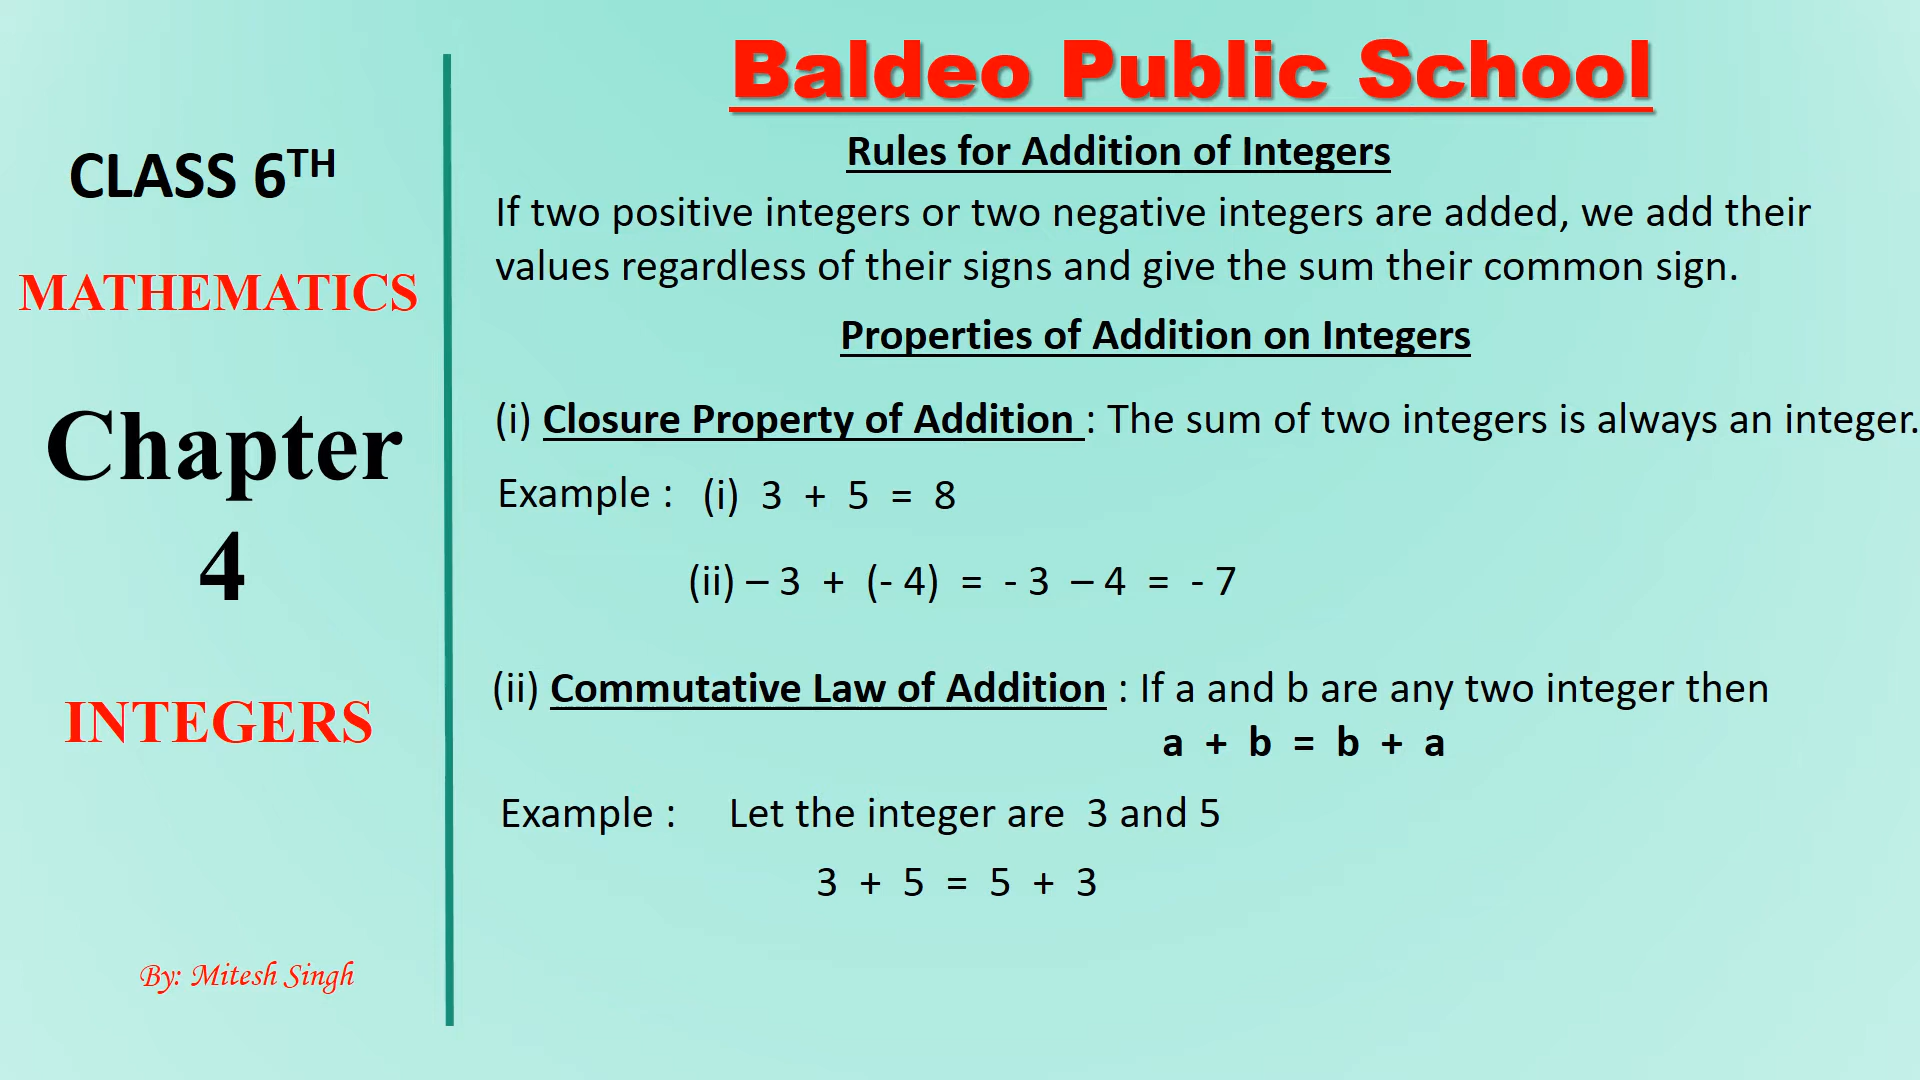 CLASS 6TH
MATHEMATICS
Chapter
4
INTEGERS
By: Mitesh Singh
Baldeo Public School
Rules for Addition of Integers
If two positive integers or two negative integers are added, we add their
values regardless of their signs and give the sum their common sign.
Properties of Addition on Integers
(i) Closure Property of Addition : The sum of two integers is always an integer.
Example : (i) 3 + 5 = 8
(ii) – 3 + (- 4) = - 3 – 4 = - 7
(ii) Commutative Law of Addition : If a and b are any two integer then
a + b = b + a
Example : Let the integer are 3 and 5
3 + 5 = 5 + 3